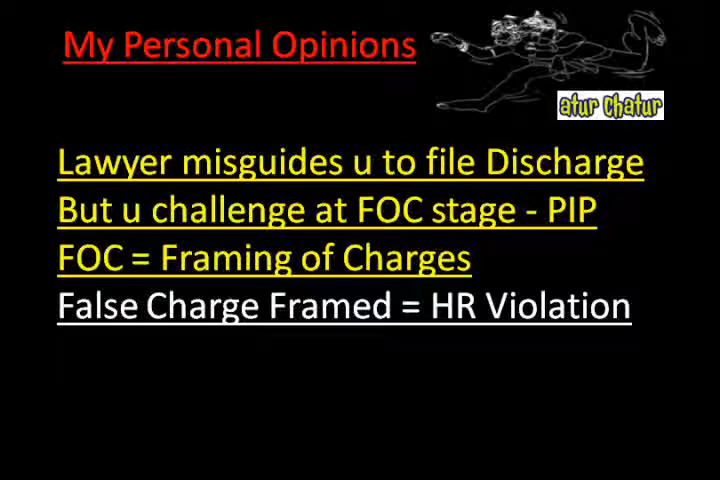 My Personal Opinions
atur chatur
Lawyer misguides u to file Discharge
But u challenge at FOC stage - PIP
FOC = Framing of Charges
False Charge Framed = HR Violation